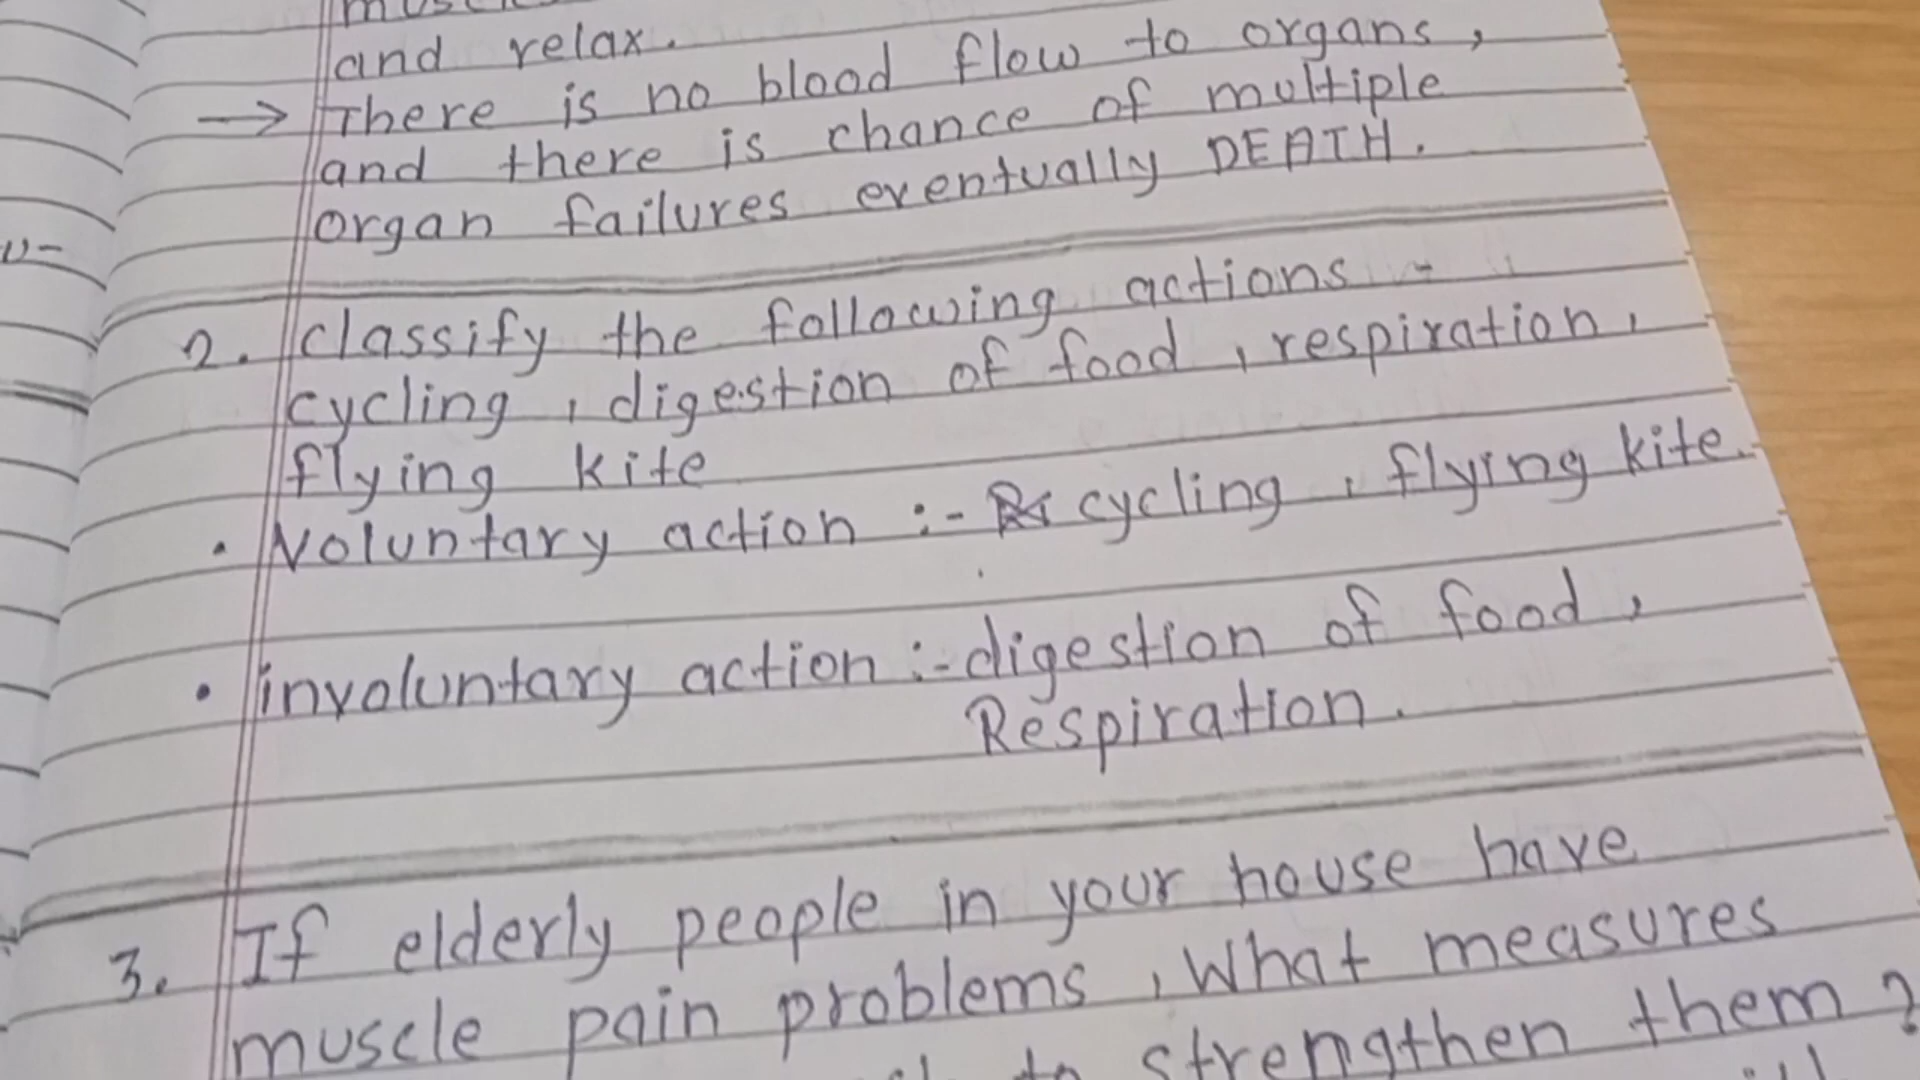 and relax.
→ There is no blood flow to organs,
and there is chance of multiple
organ failures eventually DEATH.
2. classify the following actions -
cycling, digestion of food, respiration,
flying kite
• Voluntary action :- cycling, flying kite.
• involuntary action :- digestion of food,
Respiration.
3. If elderly people in your house have
muscle pain problems, What measures
to strengthen them?